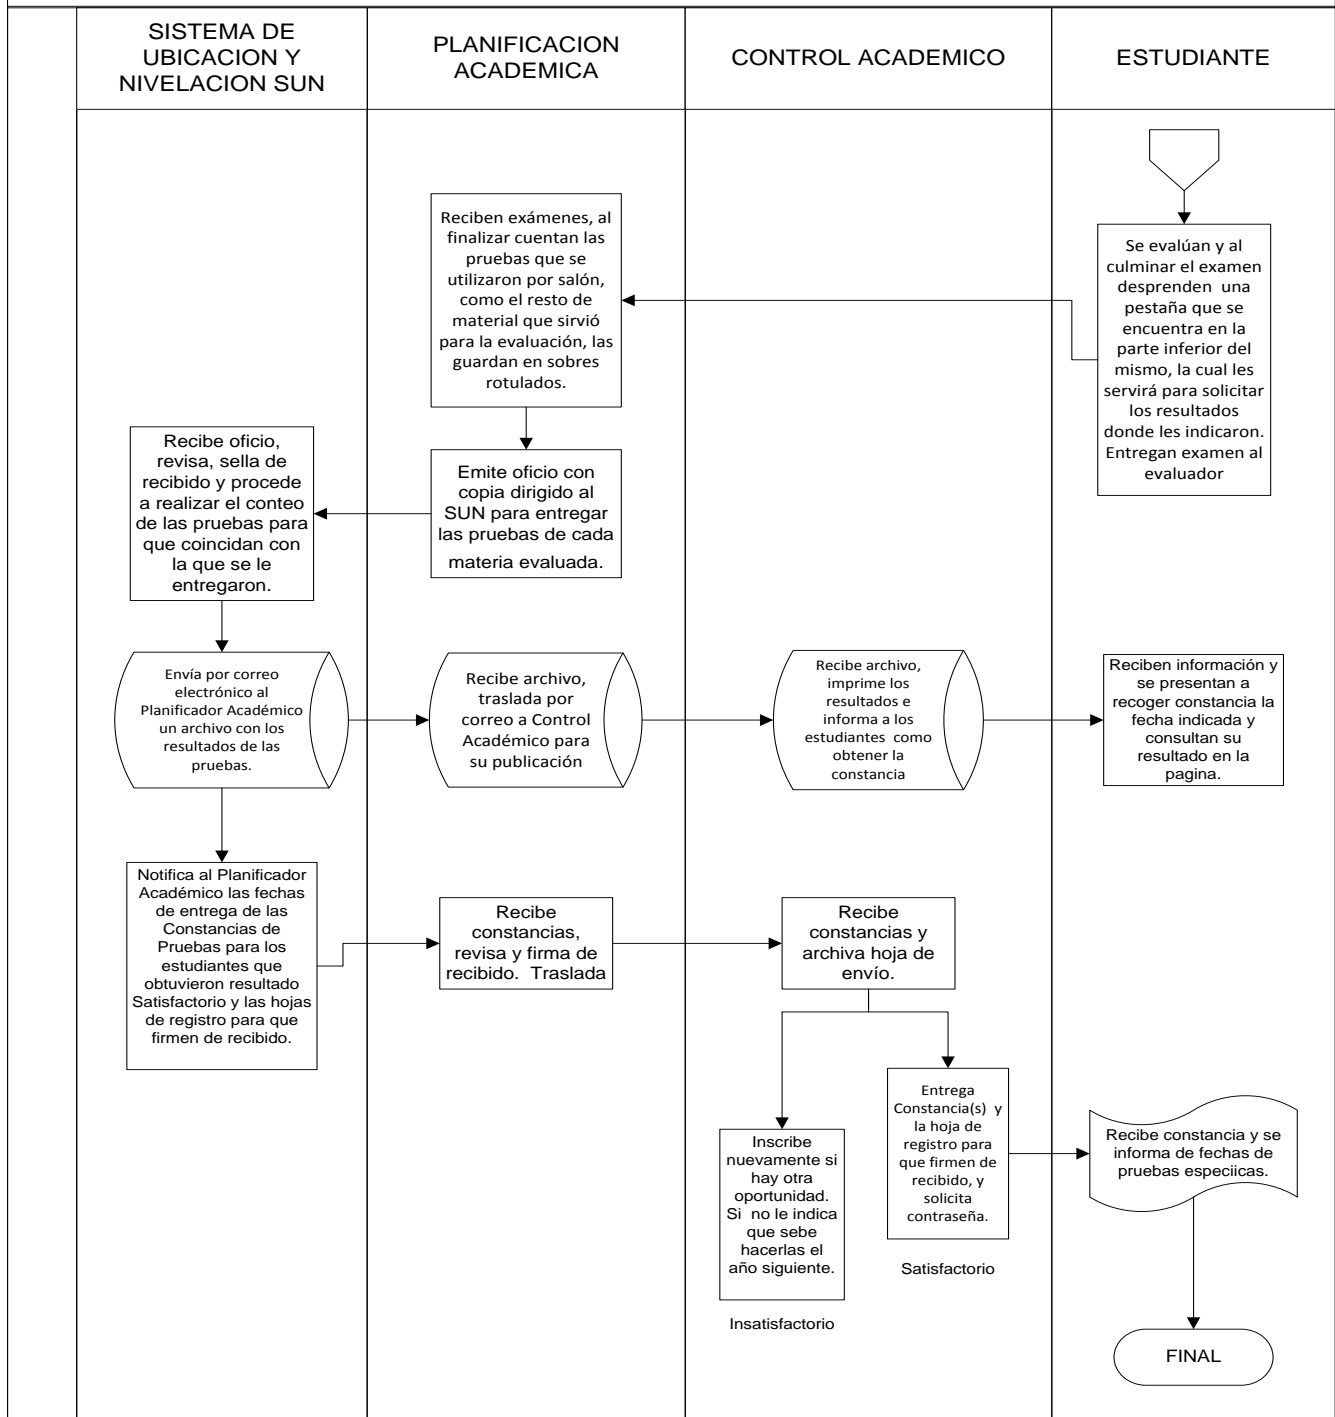 SISTEMA DE
UBICACION Y
NIVELACION SUN
PLANIFICACION
ACADEMICA
CONTROL ACADEMICO
ESTUDIANTE
Se evalúan y al
culminar el examen
desprenden una
pestaña que se
encuentra en la
parte inferior del
mismo, la cual les
servirá para solicitar
los resultados
donde les indicaron.
Entregan examen al
evaluador
Reciben exámenes, al
finalizar cuentan las
pruebas que se
utilizaron por salón,
como el resto de
material que sirvió
para la evaluación, las
guardan en sobres
rotulados.
Emite oficio con
copia dirigido al
SUN para entregar
las pruebas de cada
materia evaluada.
Recibe oficio,
revisa, sella de
recibido y procede
a realizar el conteo
de las pruebas para
que coincidan con
la que se le
entregaron.
Envía por correo
electrónico al
Planificador Académico
un archivo con los
resultados de las
pruebas.
Recibe archivo,
traslada por
correo a Control
Académico para
su publicación
Recibe archivo,
imprime los
resultados e
informa a los
estudiantes como
obtener la
constancia
Reciben información y
se presentan a
recoger constancia la
fecha indicada y
consultan su
resultado en la
pagina.
Notifica al Planificador
Académico las fechas
de entrega de las
Constancias de
Pruebas para los
estudiantes que
obtuvieron resultado
Satisfactorio y las hojas
de registro para que
firmen de recibido.
Recibe
constancias,
revisa y firma de
recibido. Traslada
Recibe
constancias y
archiva hoja de
envío.
Inscribe
nuevamente si
hay otra
oportunidad.
Si no le indica
que sebe
hacerlas el
año siguiente.
Insatisfactorio
Entrega
Constancia(s) y
la hoja de
registro para
que firmen de
recibido, y
solicita
contraseña.
Satisfactorio
Recibe constancia y se
informa de fechas de
pruebas especiicas.
FINAL